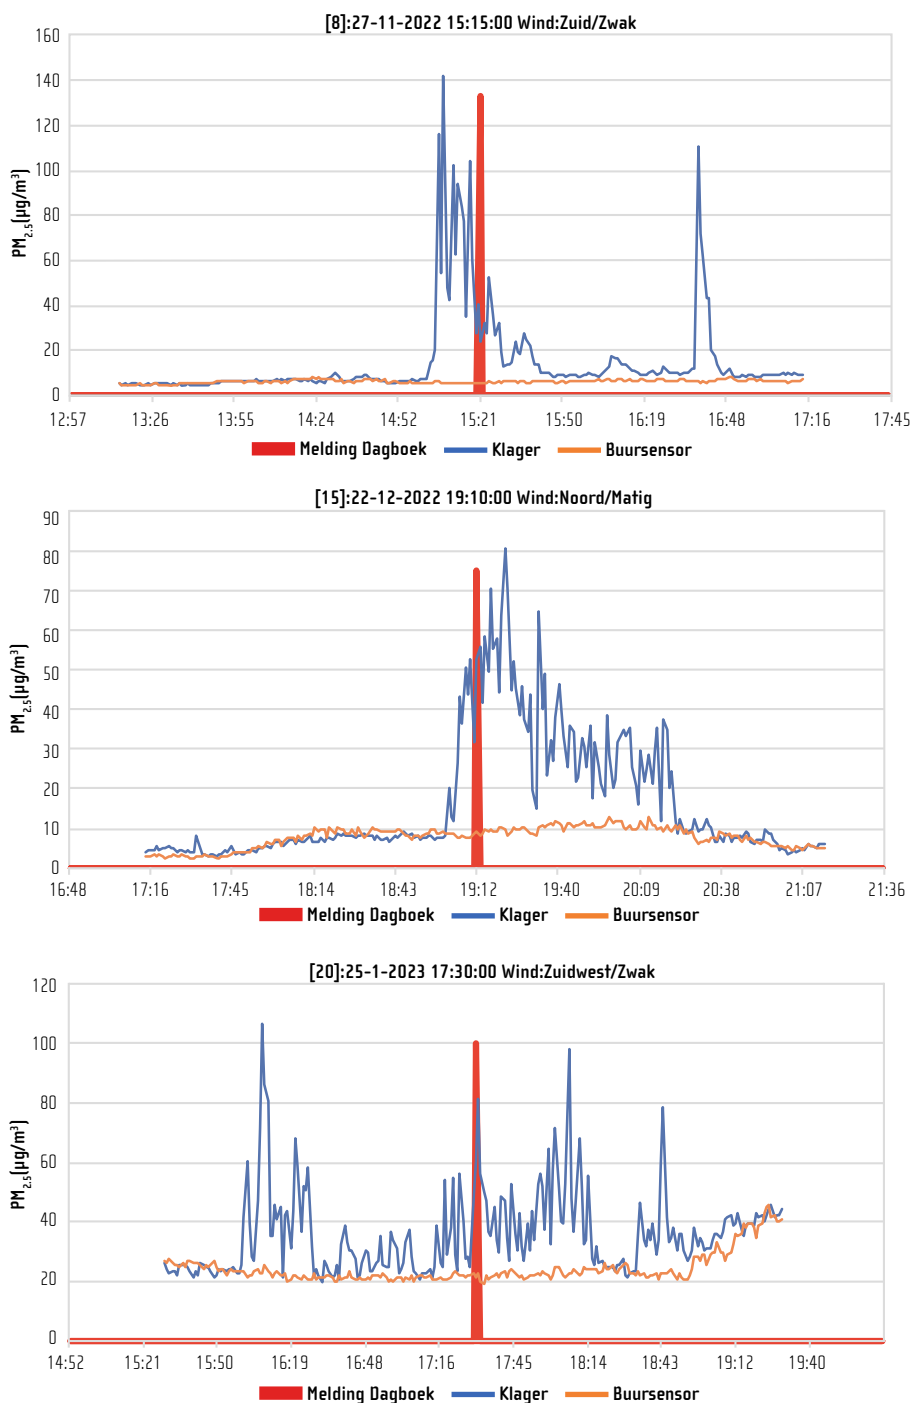 [8]:27-11-2022 15:15:00 Wind:Zuid/Zwak
160
140
120
100
80
60
40
20
0
PM2,5(µg/m³)
12:57 13:26 13:55 14:24 14:52 15:21 15:50 16:19 16:48 17:16 17:45
Melding Dagboek Klager Buursensor
[15]:22-12-2022 19:10:00 Wind:Noord/Matig
90
80
70
60
50
40
30
20
10
0
PM2,5(µg/m³)
16:48 17:16 17:45 18:14 18:43 19:12 19:40 20:09 20:38 21:07 21:36
Melding Dagboek Klager Buursensor
[20]:25-1-2023 17:30:00 Wind:Zuidwest/Zwak
120
100
80
60
40
20
0
PM2,5(µg/m³)
14:52 15:21 15:50 16:19 16:48 17:16 17:45 18:14 18:43 19:12 19:40
Melding Dagboek Klager Buursensor